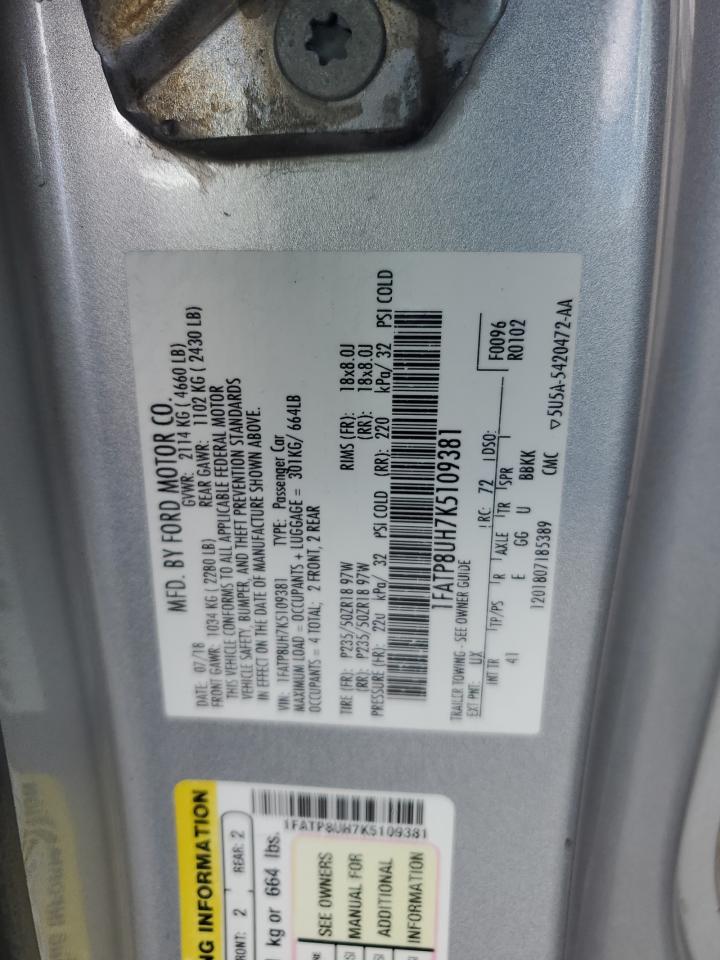 MFD. BY FORD MOTOR CO.
DATE: 07/18 GVWR: 2114 KG ( 4660 LB)
FRONT GAWR: 1034 KG ( 2280 LB) REAR GAWR: 1102 KG ( 2430 LB)
THIS VEHICLE CONFORMS TO ALL APPLICABLE FEDERAL MOTOR
VEHICLE SAFETY, BUMPER, AND THEFT PREVENTION STANDARDS
IN EFFECT ON THE DATE OF MANUFACTURE SHOWN ABOVE.
VIN: 1FATP8UH7K5109381 TYPE: Passenger Car
MAXIMUM LOAD = OCCUPANTS + LUGGAGE = 301KG/ 664LB
OCCUPANTS = 4 TOTAL; 2 FRONT, 2 REAR
TIRE (FR): P235/50ZR18 97W RIMS (FR): 18x8.0J
(RR): P235/50ZR18 97W (RR): 18x8.0J
PRESSURE (FR): 220 kPa/ 32 PSI COLD (RR): 220 kPa/ 32 PSI COLD
1FATP8UH7K5109381
TRAILER TOWING - SEE OWNER GUIDE
EXT PNT: UX RC: 72 DSO: F0096
INT TR TP/PS R AXLE TR SPR R0102
41 E GG U BBKK
1201807185389 CMC ▽5U5A-5420472-AA
NG INFORMATION
RONT: 2 REAR: 2
kg or 664 lbs.
1FATP8UH7K5109381
SEE OWNERS
MANUAL FOR
ADDITIONAL
INFORMATION